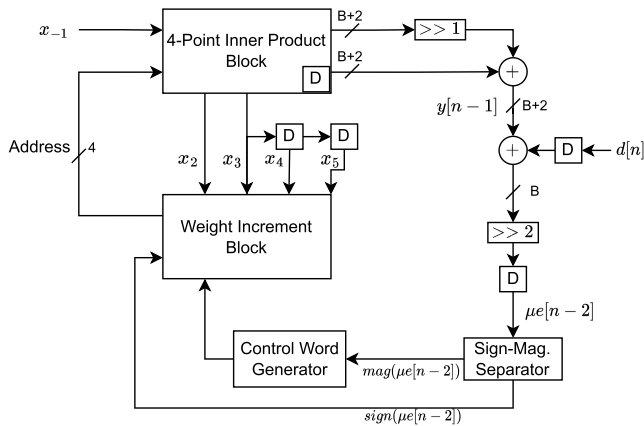 x_{-1}
4-Point Inner Product
Block
D
B+2
>> 1
B+2
+
y[n − 1]
B+2
+
D
d[n]
Address
4
x_2
x_3
D
x_4
D
x_5
Weight Increment
Block
B
>> 2
D
μe[n − 2]
Control Word
Generator
mag(μe[n − 2])
Sign-Mag.
Separator
sign(μe[n − 2])